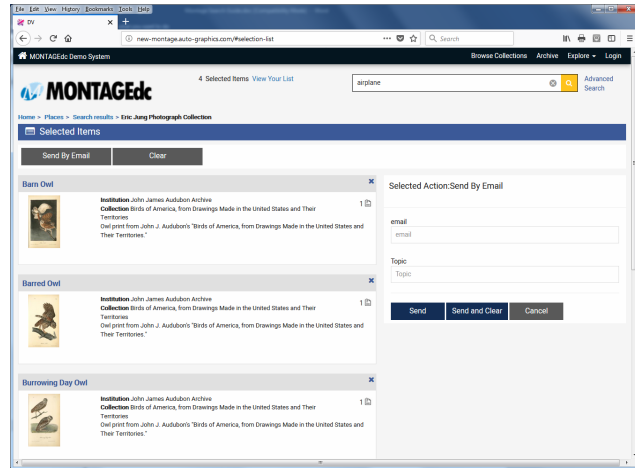 File Edit View History Bookmarks Tools Help
DV
new-montage.auto-graphics.com/#selection-list
Search
MONTAGEdc Demo System
Browse Collections Archive Explore Login
MONTAGEdc
4 Selected Items View Your List
airplane
Advanced Search
Home > Places > Search results > Eric Jung Photograph Collection
Selected Items
Send By Email Clear
Barn Owl
Institution John James Audubon Archive
Collection Birds of America, from Drawings Made in the United States and Their
Territories
Owl print from John J. Audubon's "Birds of America, from Drawings Made in the United States and
Their Territories."
1
Barred Owl
Institution John James Audubon Archive
Collection Birds of America, from Drawings Made in the United States and Their
Territories
Owl print from John J. Audubon's "Birds of America, from Drawings Made in the United States and
Their Territories."
1
Burrowing Day Owl
Institution John James Audubon Archive
Collection Birds of America, from Drawings Made in the United States and Their
Territories
Owl print from John J. Audubon's "Birds of America, from Drawings Made in the United States and
Their Territories."
1
Selected Action:Send By Email
email
email
Topic
Topic
Send Send and Clear Cancel